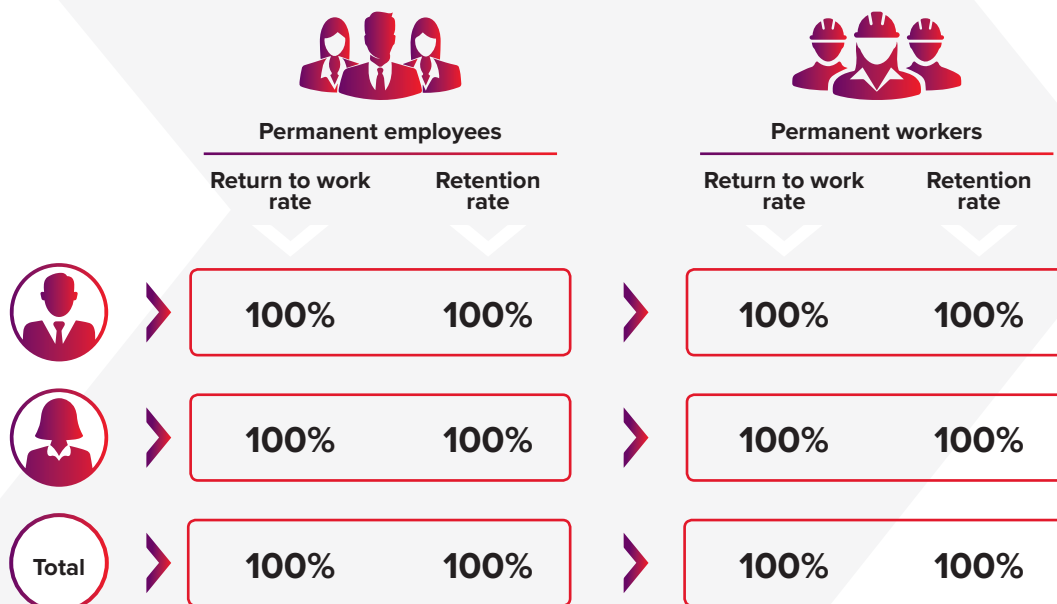 Permanent employees
Permanent workers
Return to work
rate
Retention
rate
Return to work
rate
Retention
rate
100% 100% 100% 100%
100% 100% 100% 100%
Total 100% 100% 100% 100%